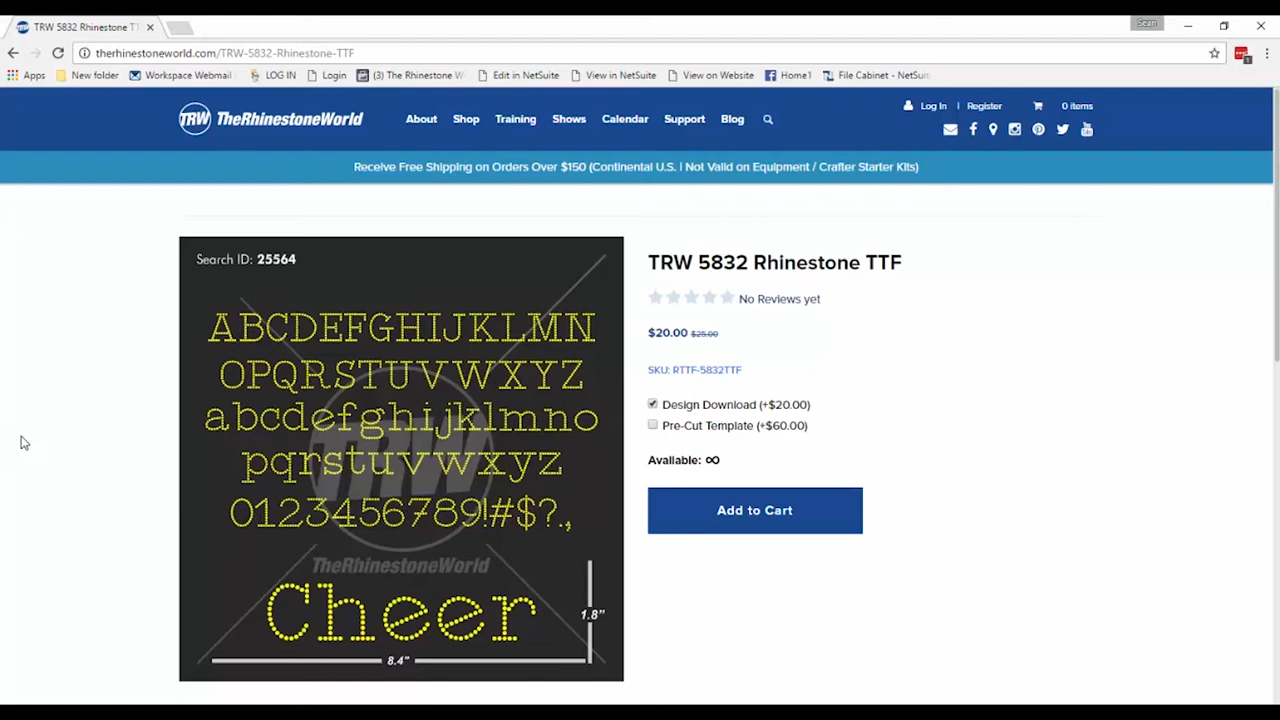 TRW 5832 Rhinestone TT
Sean
therhinestoneworld.com/TRW-5832-Rhinestone-TTF
Apps New folder Workspace Webmail LOG IN Login (3) The Rhinestone W Edit in NetSuite View in NetSuite View on Website Home1 File Cabinet - NetSui
Log In | Register 0 items
TRW TheRhinestoneWorld About Shop Training Shows Calendar Support Blog
Receive Free Shipping on Orders Over $150 (Continental U.S. | Not Valid on Equipment / Crafter Starter Kits)
Search ID: 25564
ABCDEFGHIJKLMN
OPQRSTUVWXYZ
abcdefghijklmno
pqrstuvwxyz
0123456789!#$?.,
TRW
TheRhinestoneWorld
Cheer
1.8"
8.4"
TRW 5832 Rhinestone TTF
No Reviews yet
$20.00 $25.00
SKU: RTTF-5832TTF
Design Download (+$20.00)
Pre-Cut Template (+$60.00)
Available: ∞
Add to Cart